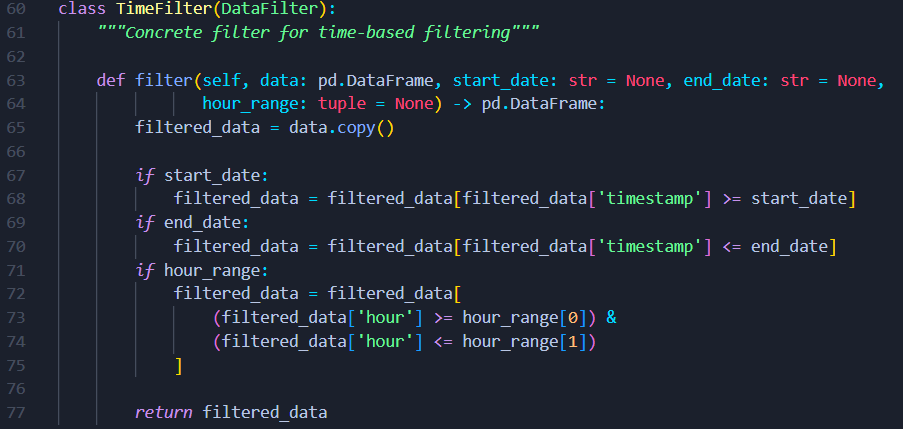 60 class TimeFilter(DataFilter):
61     """Concrete filter for time-based filtering"""
62
63     def filter(self, data: pd.DataFrame, start_date: str = None, end_date: str = None,
64                hour_range: tuple = None) -> pd.DataFrame:
65         filtered_data = data.copy()
66
67         if start_date:
68             filtered_data = filtered_data[filtered_data['timestamp'] >= start_date]
69         if end_date:
70             filtered_data = filtered_data[filtered_data['timestamp'] <= end_date]
71         if hour_range:
72             filtered_data = filtered_data[
73                 (filtered_data['hour'] >= hour_range[0]) &
74                 (filtered_data['hour'] <= hour_range[1])
75             ]
76
77         return filtered_data